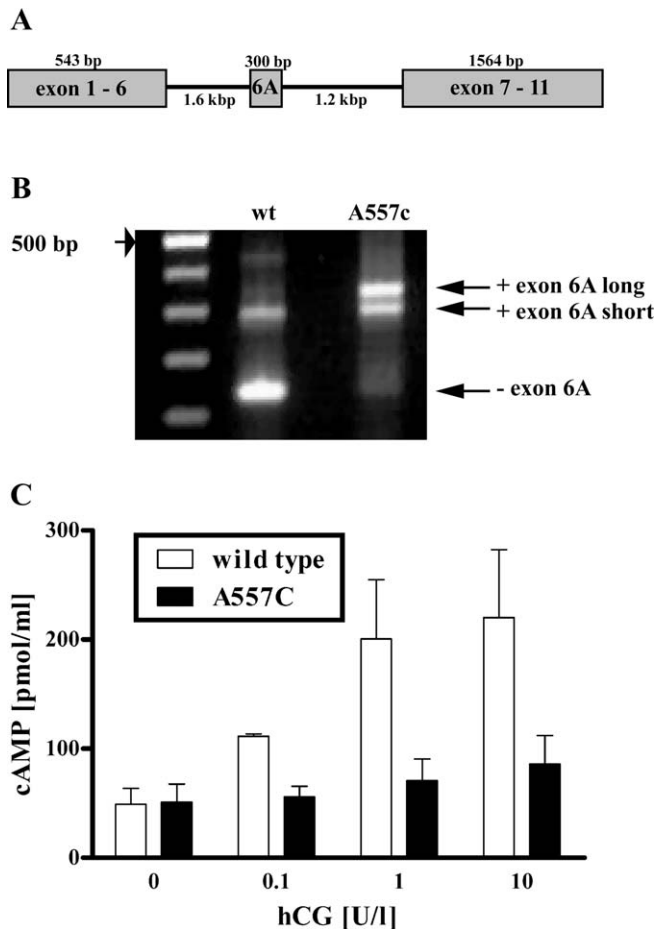 A
543 bp 300 bp 1564 bp
exon 1 - 6 6A exon 7 - 11
1.6 kbp 1.2 kbp
B
wt A557c
500 bp
+ exon 6A long
+ exon 6A short
- exon 6A
C
300
wild type
A557C
200
100
0
cAMP [pmol/ml]
0 0.1 1 10
hCG [U/l]